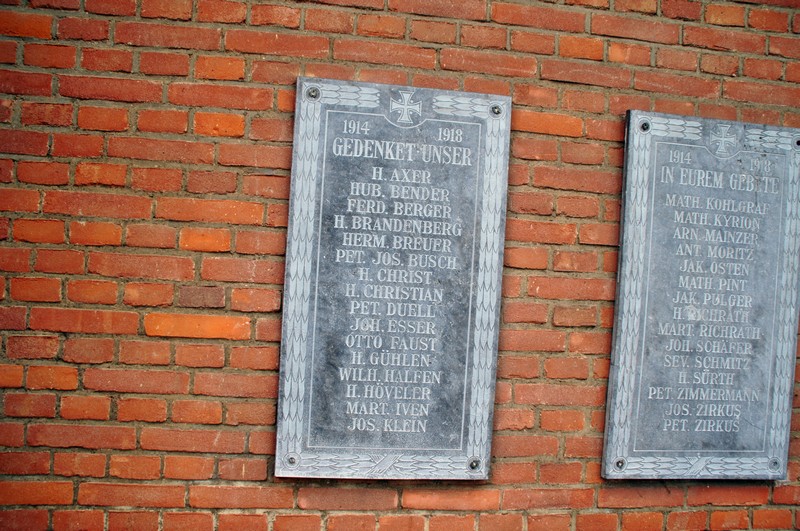 1914 1918
GEDENKET UNSER
H. AXER
HUB. BENDER
FERD. BERGER
H. BRANDENBERG
HERM. BREUER
PET. JOS. BUSCH
H. CHRIST
H. CHRISTIAN
PET. DUELL
JOH. ESSER
OTTO FAUST
H. GÜHLEN
WILH. HALFEN
H. HÖVELER
MART. IVEN
JOS. KLEIN
1914 1918
IN EUREM GEBETE
MATH. KOHLGRAF
MATH. KYRION
ARN. MAINZER
ANT. MORITZ
JAK. OSTEN
MATH. PINT
JAK. PÜLGER
H. RICHRATH
MART. RICHRATH
JOH. SCHÄFER
SEV. SCHMITZ
H. SÜRTH
PET. ZIMMERMANN
JOS. ZIRKUS
PET. ZIRKUS